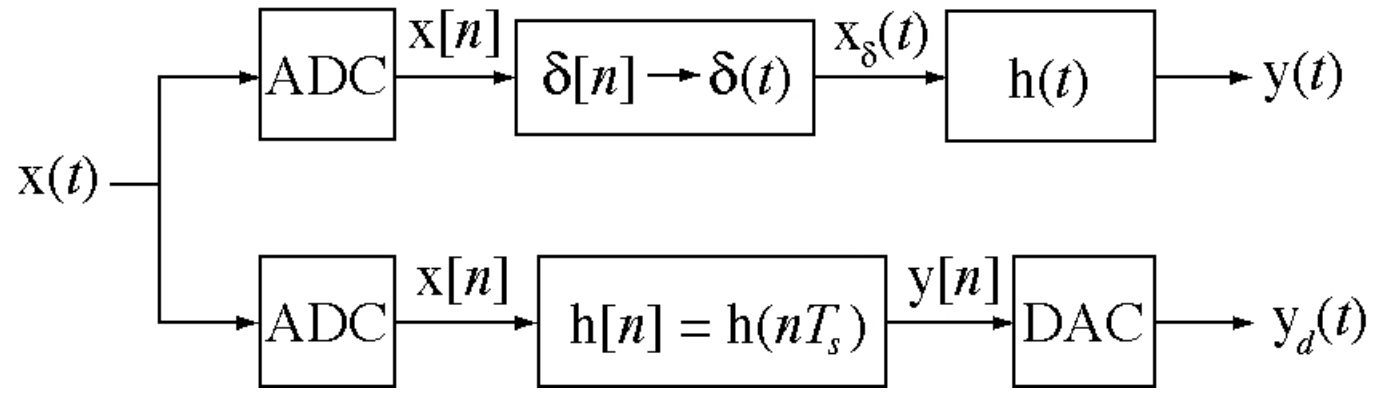 ADC x[n] δ[n] → δ(t) x_δ(t) h(t) y(t)
x(t)
ADC x[n] h[n] = h(nT_s) y[n] DAC y_d(t)